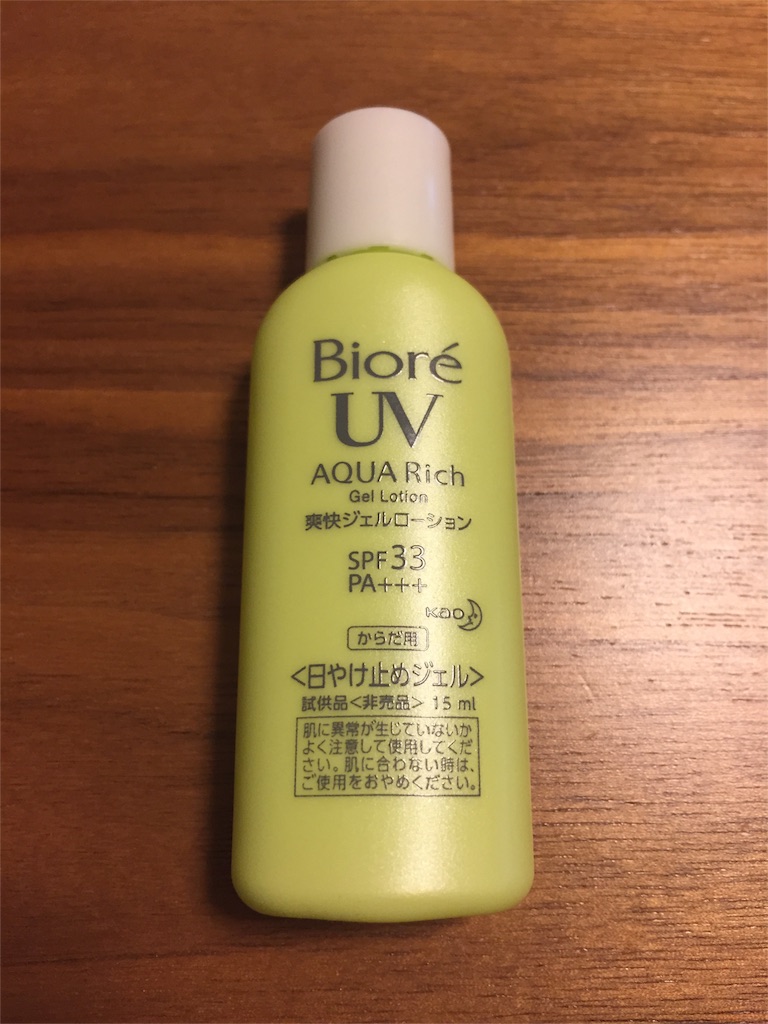 Bioré
UV
AQUA Rich
Gel Lotion
爽快ジェルローション
SPF33
PA+++
Kao
からだ用
<日やけ止めジェル>
試供品<非売品> 15 ml
肌に異常が生じていないか
よく注意して使用してくだ
さい。肌に合わない時は、
ご使用をおやめください。